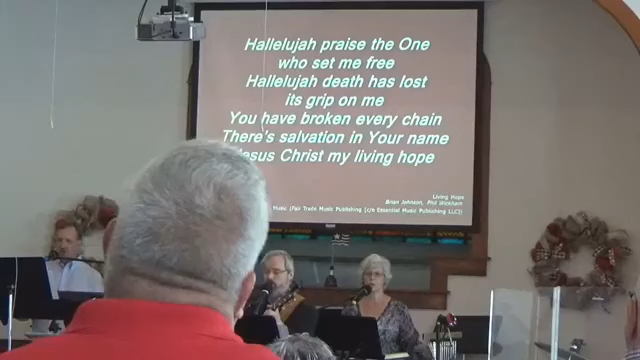 Hallelujah praise the One
who set me free
Hallelujah death has lost
its grip on me
You have broken every chain
There's salvation in Your name
Jesus Christ my living hope
Living Hope
Brian Johnson, Phil Wickham
Music (Fair Trade Music Publishing [c/o Essential Music Publishing LLC])